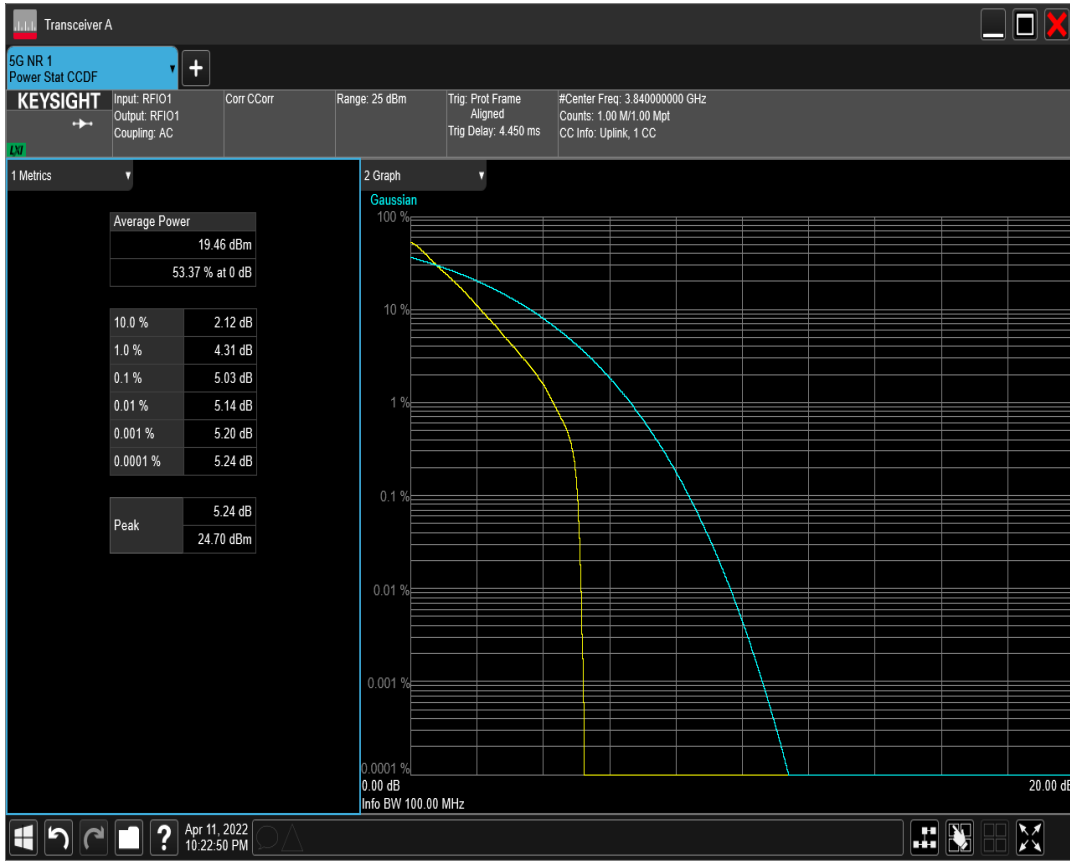 Transceiver A
5G NR 1
Power Stat CCDF
KEYSIGHT
LXI
Input: RFIO1
Output: RFIO1
Coupling: AC
Corr CCorr
Range: 25 dBm
Trig: Prot Frame
Aligned
Trig Delay: 4.450 ms
#Center Freq: 3.840000000 GHz
Counts: 1.00 M/1.00 Mpt
CC Info: Uplink, 1 CC
1 Metrics
Average Power
19.46 dBm
53.37 % at 0 dB
10.0 % 2.12 dB
1.0 % 4.31 dB
0.1 % 5.03 dB
0.01 % 5.14 dB
0.001 % 5.20 dB
0.0001 % 5.24 dB
Peak
5.24 dB
24.70 dBm
2 Graph
Gaussian
100 %
10 %
1 %
0.1 %
0.01 %
0.001 %
0.0001 %
0.00 dB 20.00 dB
Info BW 100.00 MHz
?
Apr 11, 2022
10:22:50 PM